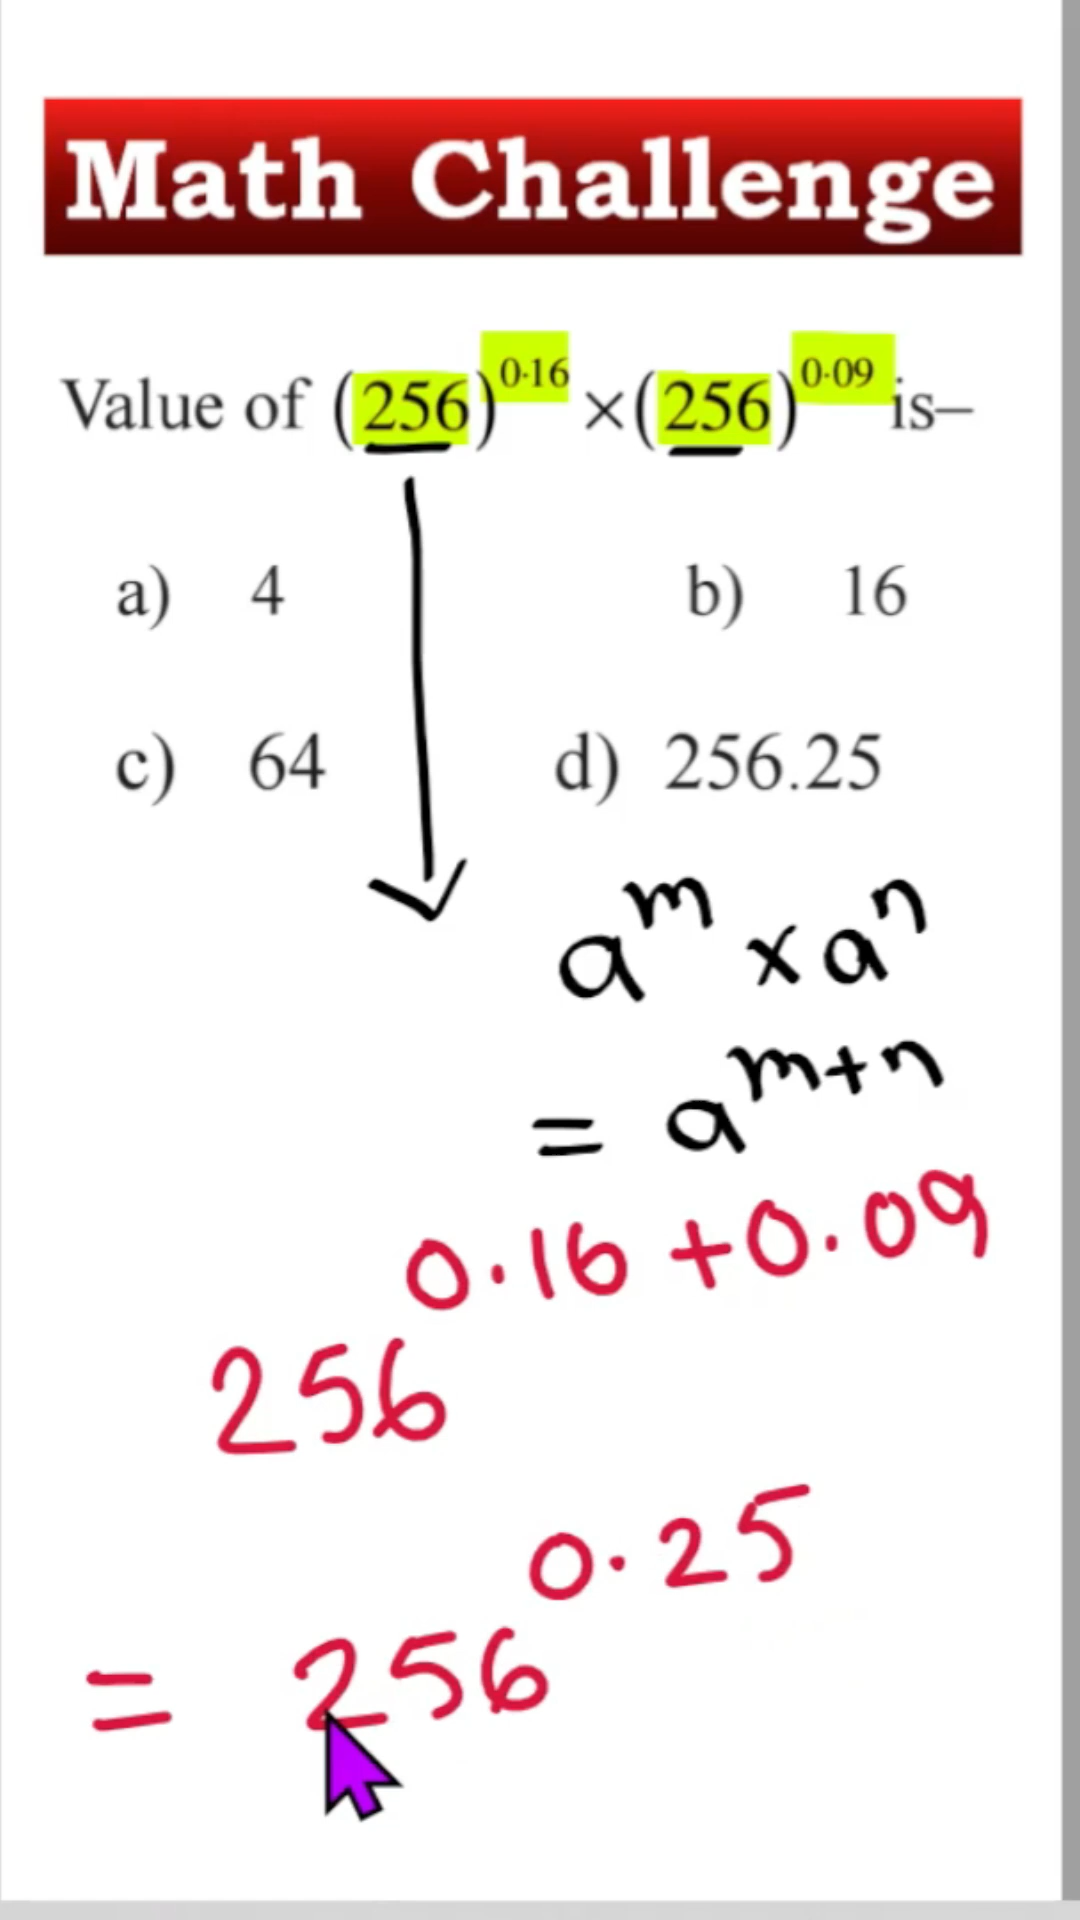 Math Challenge
Value of (256)^0·16 ×(256)^0·09 is–
a) 4 b) 16
c) 64 d) 256.25
a^m × a^n
= a^m+n
256^0.16+0.09
= 256^0.25